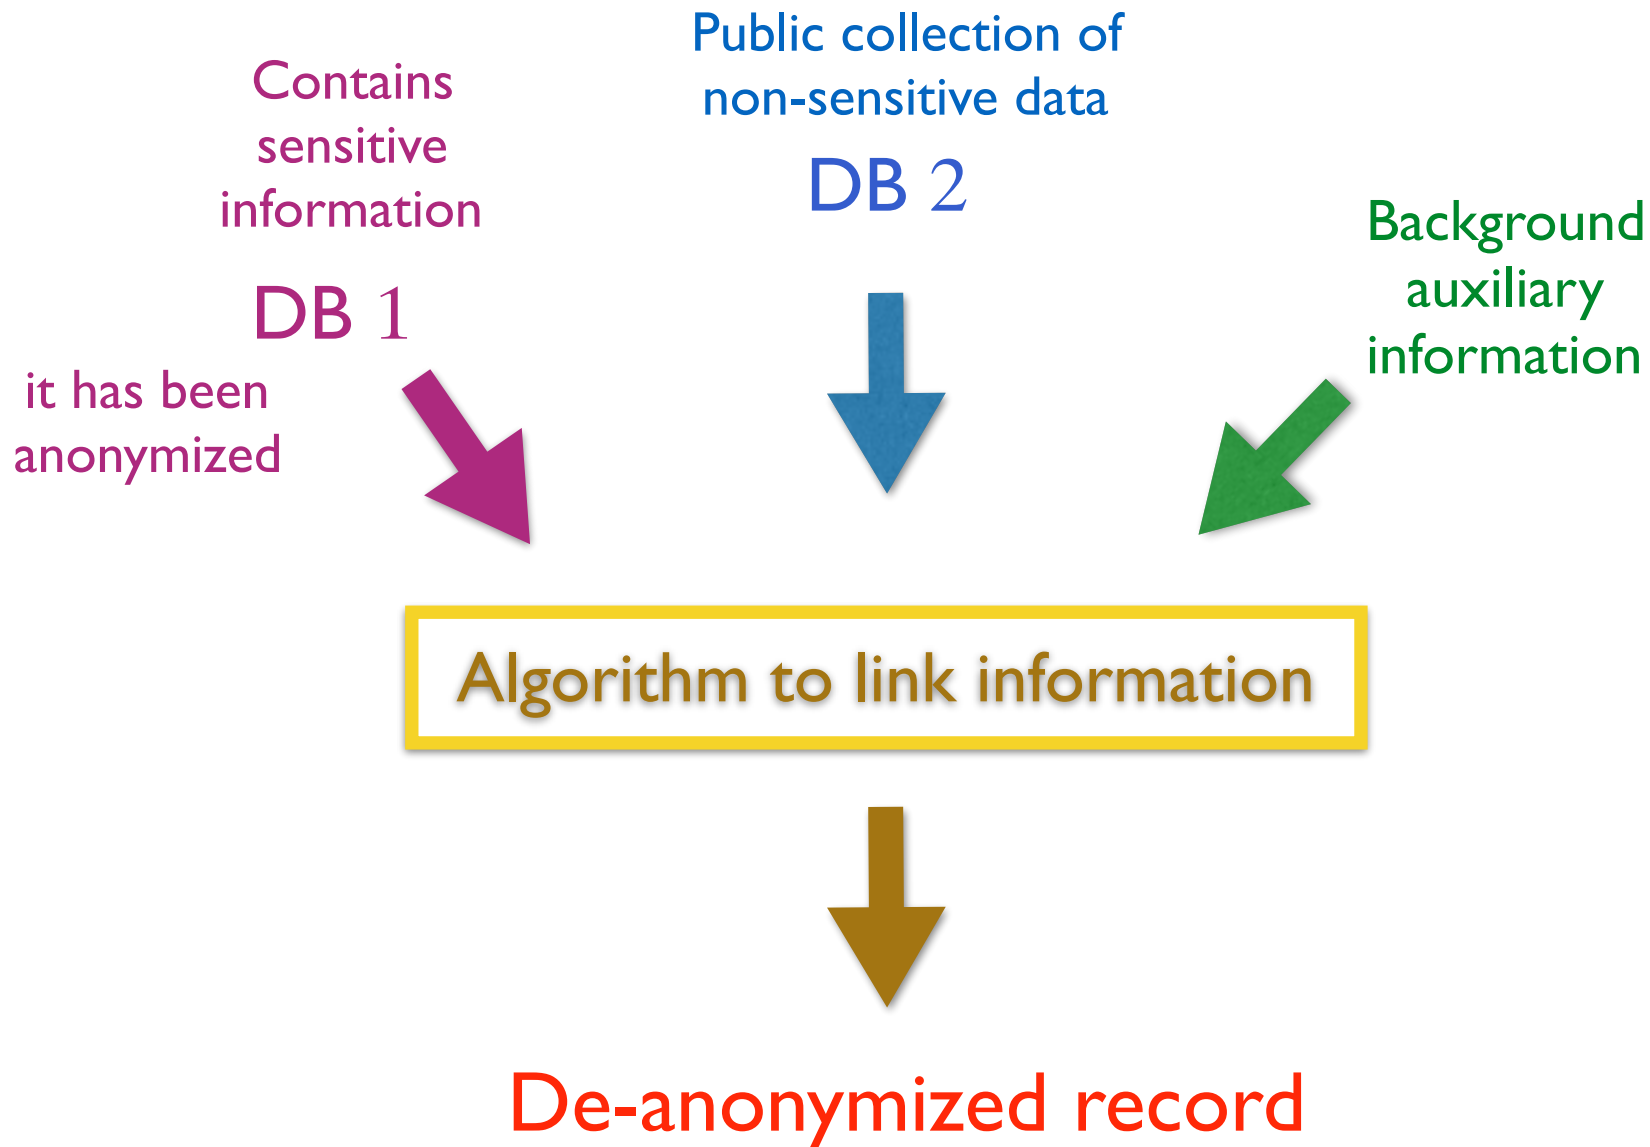 Contains
sensitive
information
DB 1
it has been
anonymized
Public collection of
non-sensitive data
DB 2
Background
auxiliary
information
Algorithm to link information
De-anonymized record